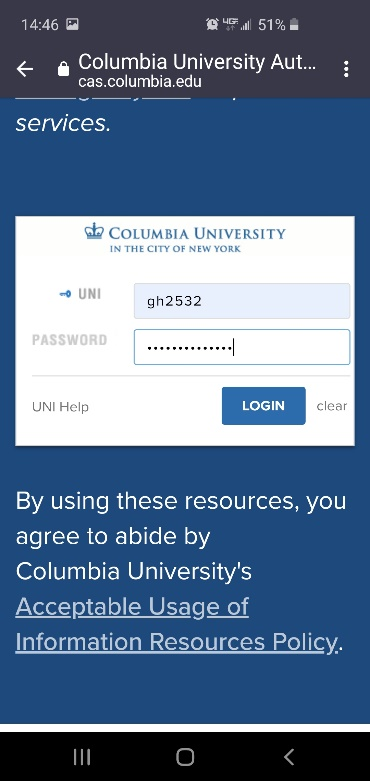 14:46 51%
Columbia University Aut...
cas.columbia.edu
services.
COLUMBIA UNIVERSITY
IN THE CITY OF NEW YORK
UNI gh2532
PASSWORD ••••••••••••••
UNI Help LOGIN clear
By using these resources, you
agree to abide by
Columbia University's
Acceptable Usage of
Information Resources Policy.